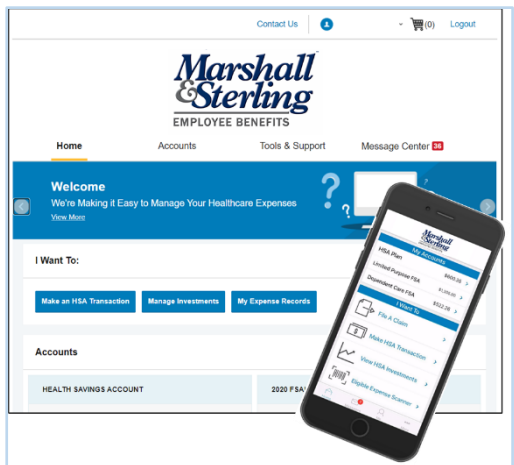 Contact Us
(0)
Logout
Marshall
& Sterling
EMPLOYEE BENEFITS
Home
Accounts
Tools & Support
Message Center 36
Welcome
We're Making it Easy to Manage Your Healthcare Expenses
View More
I Want To:
Make an HSA Transaction
Manage Investments
My Expense Records
Accounts
HEALTH SAVINGS ACCOUNT
2020 FSA
Marshall
& Sterling
My Accounts
HSA Plan
Limited Purpose FSA
Dependent Care FSA
I Want To
File A Claim
Make HSA Transaction
View HSA Investments
Eligible Expense Scanner